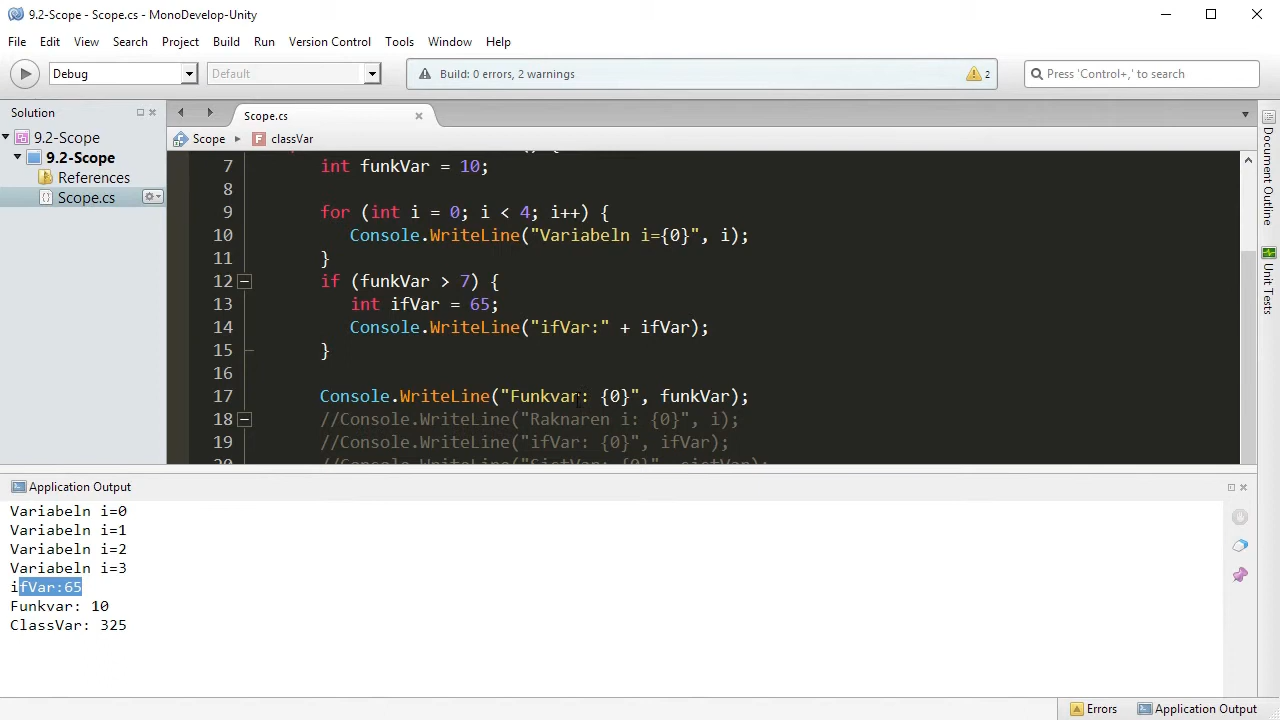 9.2-Scope - Scope.cs - MonoDevelop-Unity
File Edit View Search Project Build Run Version Control Tools Window Help
Debug Default Build: 0 errors, 2 warnings 2 Press 'Control+,' to search
Solution Scope.cs
9.2-Scope Scope classVar
9.2-Scope
References
Scope.cs
7 int funkVar = 10;
8
9 for (int i = 0; i < 4; i++) {
10 Console.WriteLine("Variabeln i={0}", i);
11 }
12 if (funkVar > 7) {
13 int ifVar = 65;
14 Console.WriteLine("ifVar:" + ifVar);
15 }
16
17 Console.WriteLine("Funkvar: {0}", funkVar);
18 //Console.WriteLine("Raknaren i: {0}", i);
19 //Console.WriteLine("ifVar: {0}", ifVar);
20 //Console.WriteLine("SistVar: {0}", sistVar);
Document Outline
Unit Tests
Application Output
Variabeln i=0
Variabeln i=1
Variabeln i=2
Variabeln i=3
ifVar:65
Funkvar: 10
ClassVar: 325
Errors Application Output